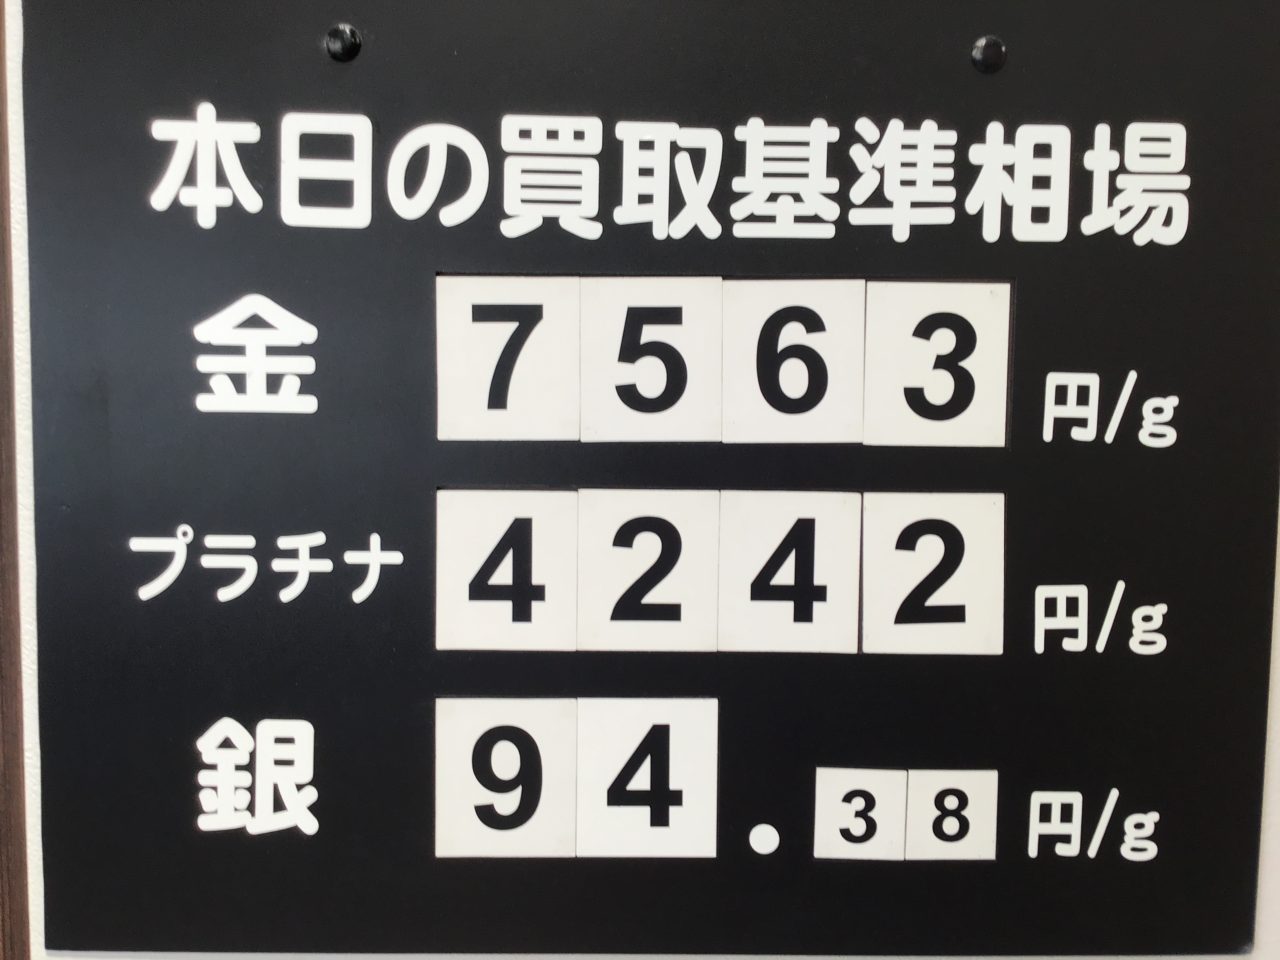 本日の買取基準相場
金 7563 円/g
プラチナ 4242 円/g
銀 94.38 円/g